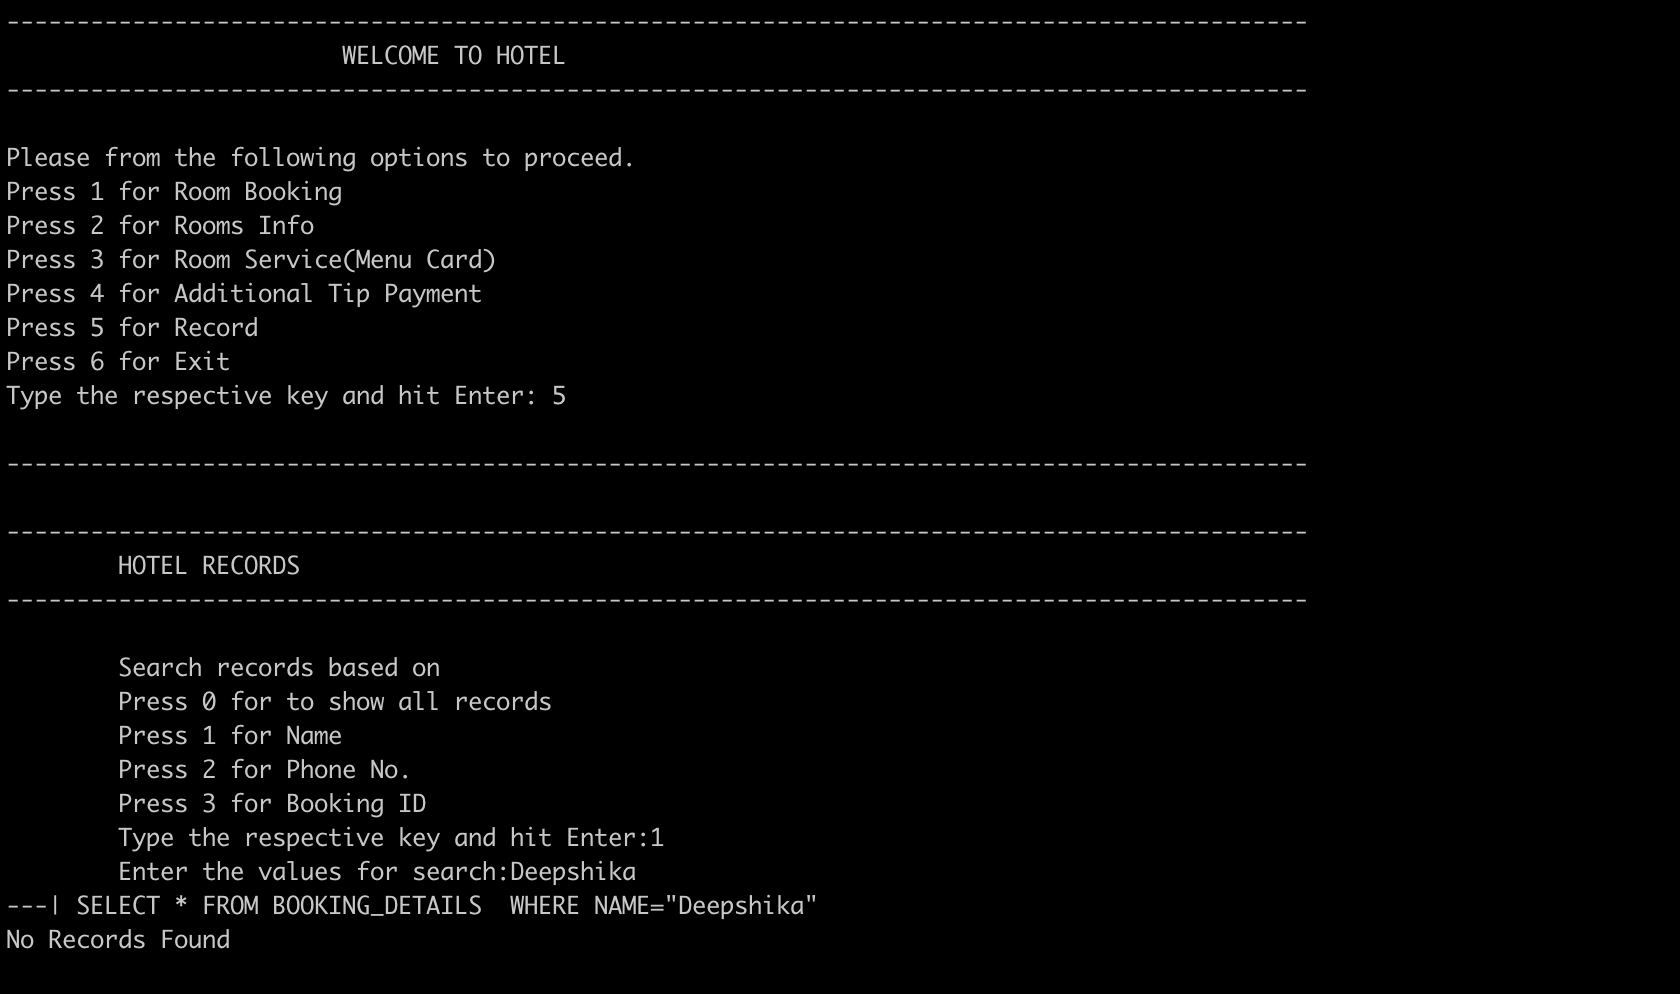 ---------------------------------------------------------------------------------------------
WELCOME TO HOTEL
---------------------------------------------------------------------------------------------
Please from the following options to proceed.
Press 1 for Room Booking
Press 2 for Rooms Info
Press 3 for Room Service(Menu Card)
Press 4 for Additional Tip Payment
Press 5 for Record
Press 6 for Exit
Type the respective key and hit Enter: 5
---------------------------------------------------------------------------------------------
---------------------------------------------------------------------------------------------
HOTEL RECORDS
---------------------------------------------------------------------------------------------
Search records based on
Press 0 for to show all records
Press 1 for Name
Press 2 for Phone No.
Press 3 for Booking ID
Type the respective key and hit Enter:1
Enter the values for search:Deepshika
---| SELECT * FROM BOOKING_DETAILS  WHERE NAME="Deepshika"
No Records Found